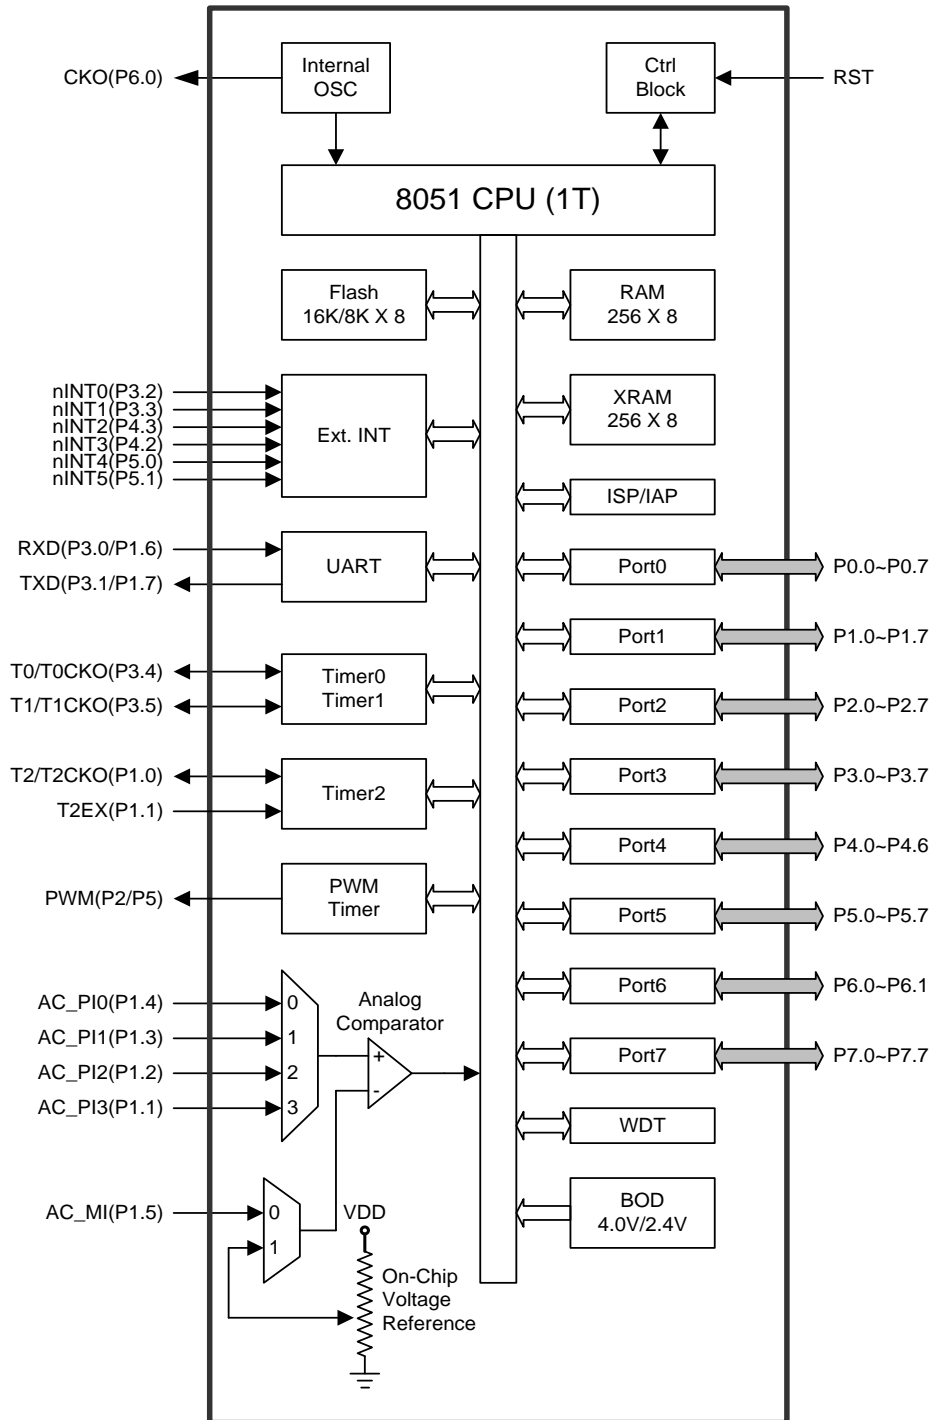 CKO(P6.0)
Internal
OSC
Ctrl
Block
RST
8051 CPU (1T)
Flash
16K/8K X 8
RAM
256 X 8
nINT0(P3.2)
nINT1(P3.3)
nINT2(P4.3)
nINT3(P4.2)
nINT4(P5.0)
nINT5(P5.1)
Ext. INT
XRAM
256 X 8
ISP/IAP
RXD(P3.0/P1.6)
TXD(P3.1/P1.7)
UART
Port0
P0.0~P0.7
Port1
P1.0~P1.7
T0/T0CKO(P3.4)
T1/T1CKO(P3.5)
Timer0
Timer1
Port2
P2.0~P2.7
T2/T2CKO(P1.0)
T2EX(P1.1)
Timer2
Port3
P3.0~P3.7
Port4
P4.0~P4.6
PWM(P2/P5)
PWM
Timer
Port5
P5.0~P5.7
AC_PI0(P1.4)
AC_PI1(P1.3)
AC_PI2(P1.2)
AC_PI3(P1.1)
0
1
2
3
Analog
Comparator
+
-
Port6
P6.0~P6.1
Port7
P7.0~P7.7
WDT
AC_MI(P1.5)
0
1
VDD
On-Chip
Voltage
Reference
BOD
4.0V/2.4V